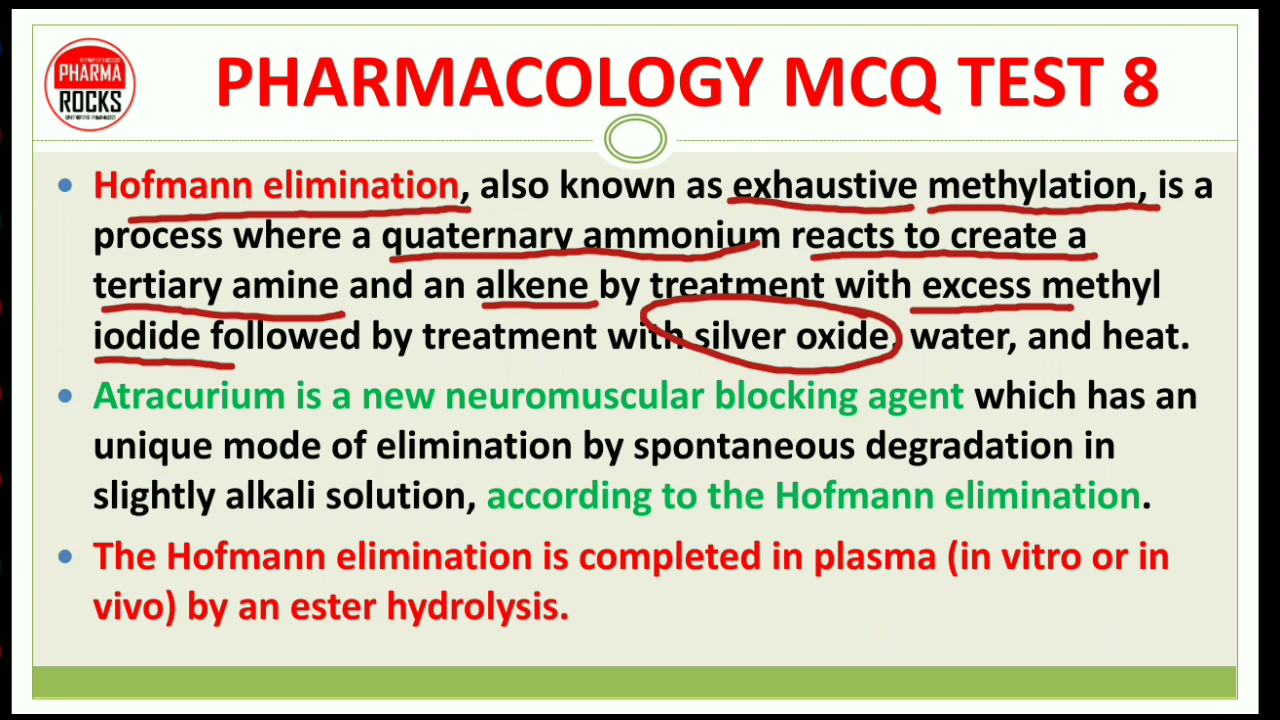 PHARMA
ROCKS
PHARMACOLOGY MCQ TEST 8
Hofmann elimination, also known as exhaustive methylation, is a
process where a quaternary ammonium reacts to create a
tertiary amine and an alkene by treatment with excess methyl
iodide followed by treatment with silver oxide, water, and heat.
Atracurium is a new neuromuscular blocking agent which has an
unique mode of elimination by spontaneous degradation in
slightly alkali solution, according to the Hofmann elimination.
The Hofmann elimination is completed in plasma (in vitro or in
vivo) by an ester hydrolysis.